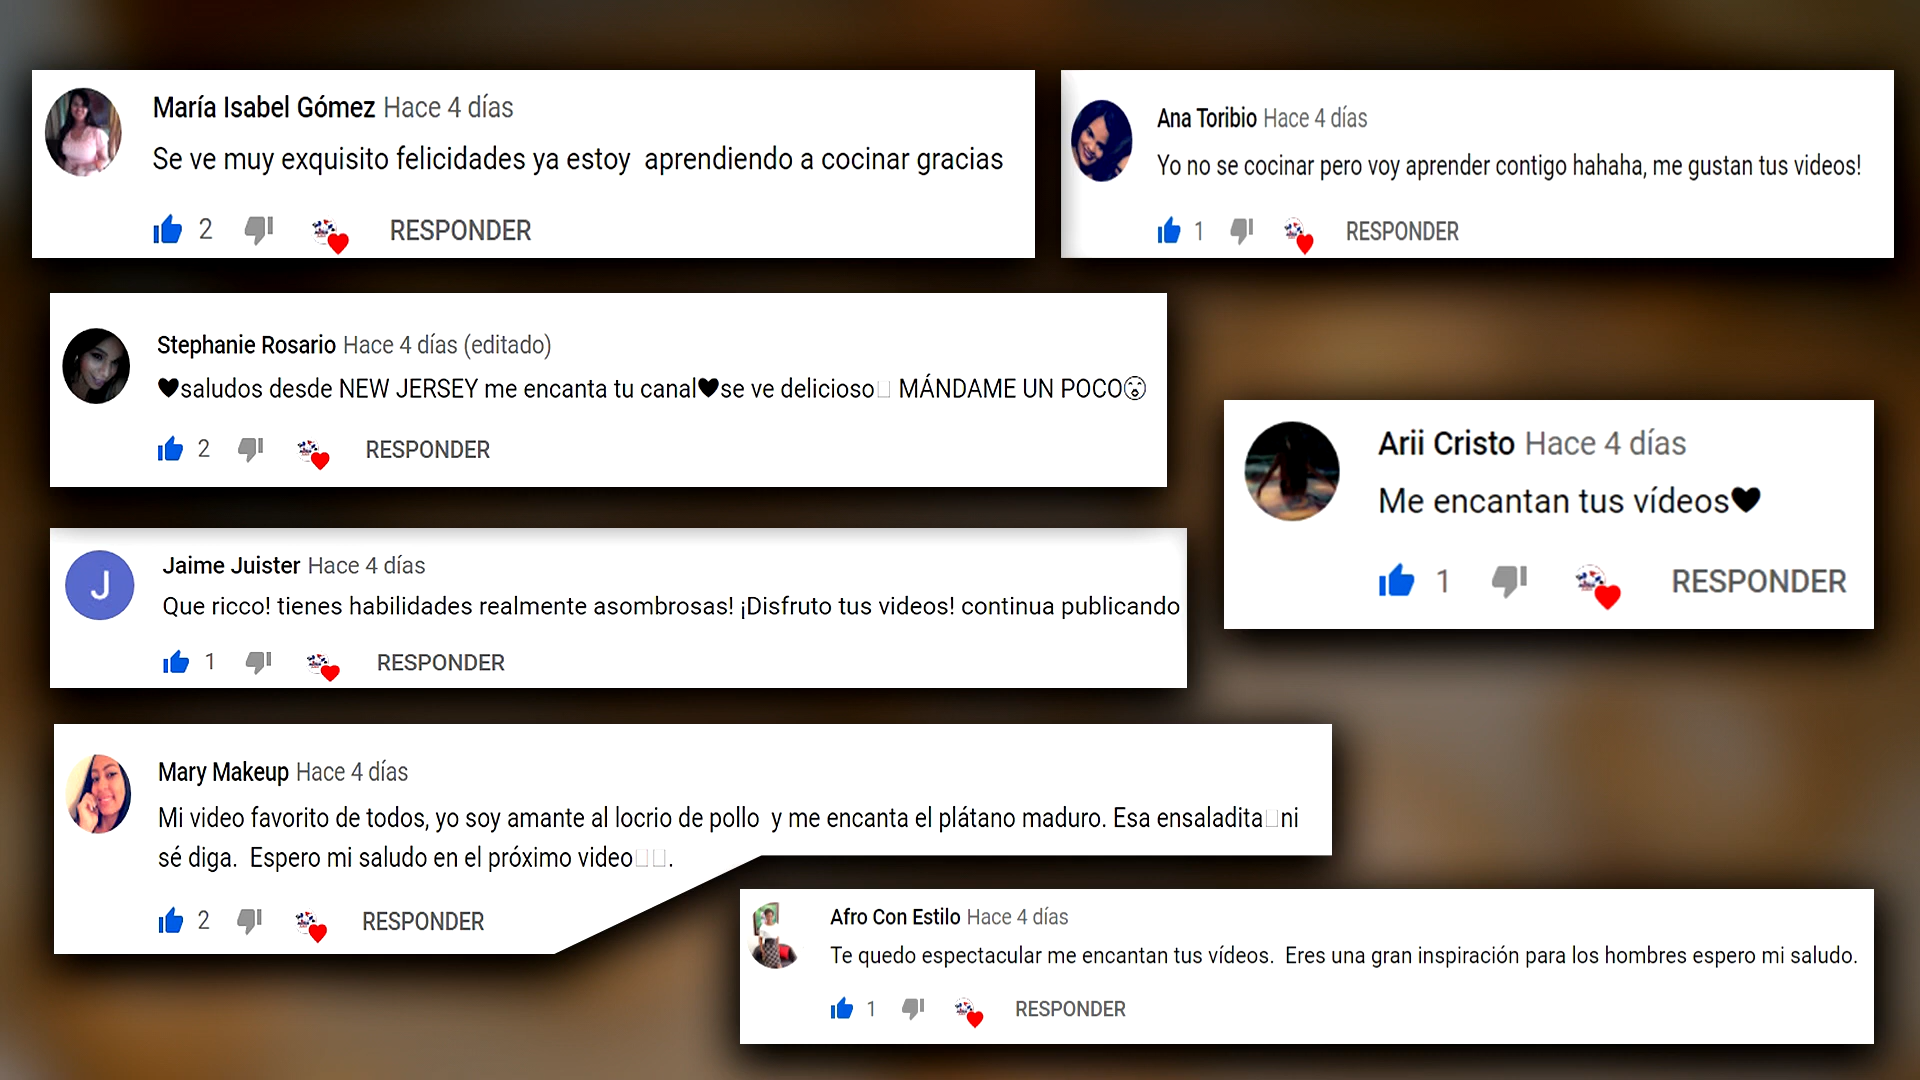 María Isabel Gómez Hace 4 días
Se ve muy exquisito felicidades ya estoy  aprendiendo a cocinar gracias
2 RESPONDER
Ana Toribio Hace 4 días
Yo no se cocinar pero voy aprender contigo hahaha, me gustan tus videos!
1 RESPONDER
Stephanie Rosario Hace 4 días (editado)
♥saludos desde NEW JERSEY me encanta tu canal♥se ve delicioso MÁNDAME UN POCO😲
2 RESPONDER
Arii Cristo Hace 4 días
Me encantan tus vídeos♥
1 RESPONDER
J
Jaime Juister Hace 4 días
Que ricco! tienes habilidades realmente asombrosas! ¡Disfruto tus videos! continua publicando
1 RESPONDER
Mary Makeup Hace 4 días
Mi video favorito de todos, yo soy amante al locrio de pollo  y me encanta el plátano maduro. Esa ensaladita ni
sé diga.  Espero mi saludo en el próximo video .
2 RESPONDER
Afro Con Estilo Hace 4 días
Te quedo espectacular me encantan tus vídeos.  Eres una gran inspiración para los hombres espero mi saludo.
1 RESPONDER